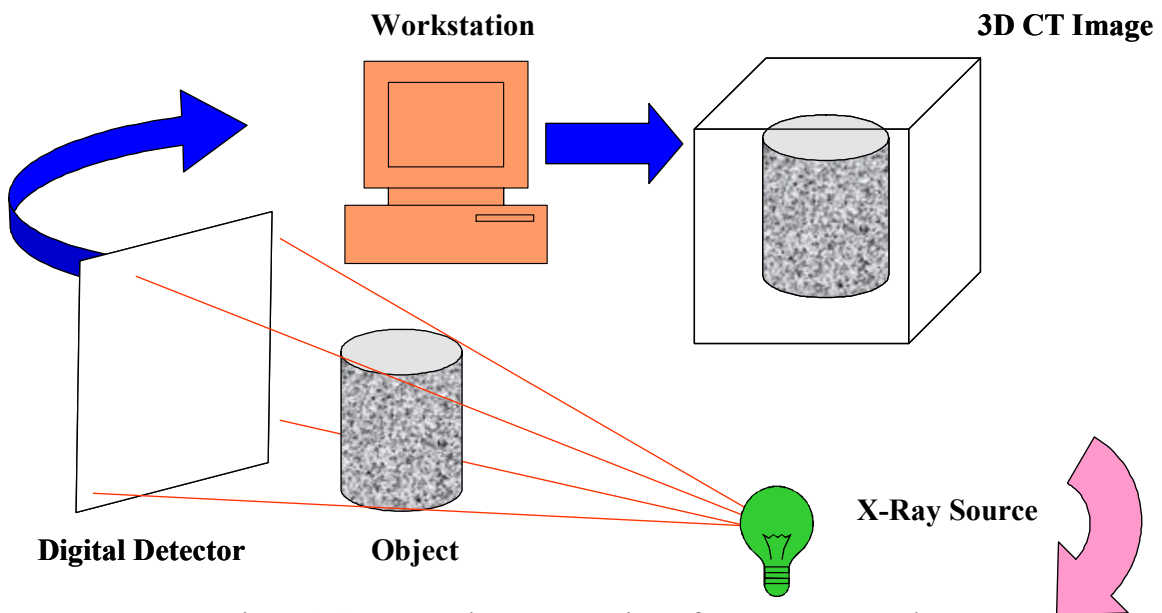 Workstation
3D CT Image
X-Ray Source
Digital Detector
Object